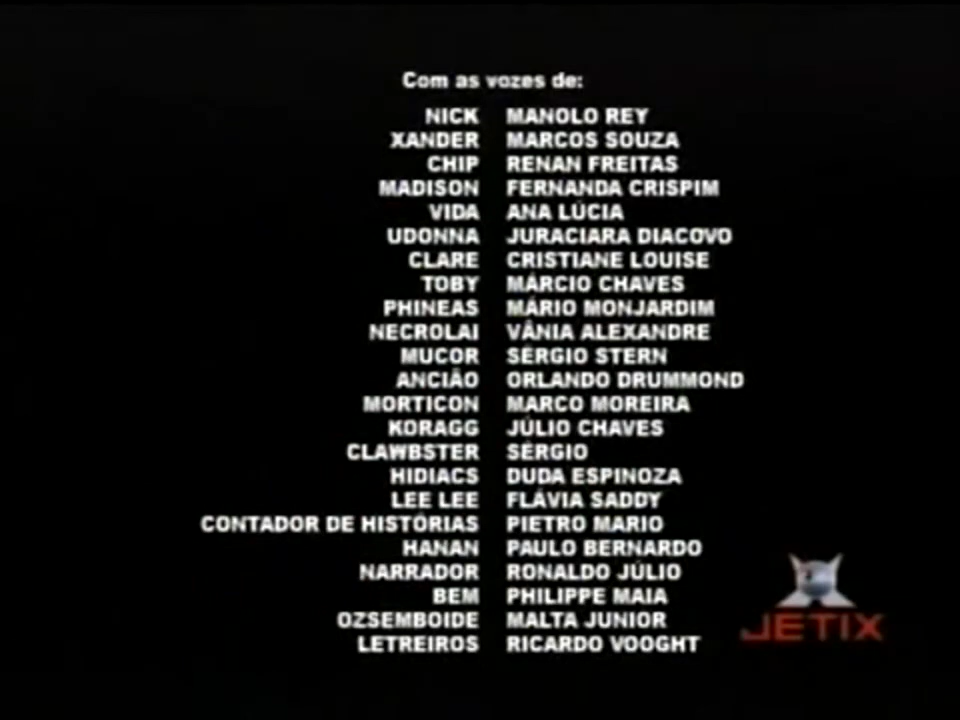 Com as vozes de:
NICK MANOLO REY
XANDER MARCOS SOUZA
CHIP RENAN FREITAS
MADISON FERNANDA CRISPIM
VIDA ANA LÚCIA
UDONNA JURACIARA DIACOVO
CLARE CRISTIANE LOUISE
TOBY MÁRCIO CHAVES
PHINEAS MÁRIO MONJARDIM
NECROLAI VÂNIA ALEXANDRE
MUCOR SÉRGIO STERN
ANCIÃO ORLANDO DRUMMOND
MORTICON MARCO MOREIRA
KORAGG JÚLIO CHAVES
CLAWBSTER SÉRGIO
HIDIACS DUDA ESPINOZA
LEE LEE FLÁVIA SADDY
CONTADOR DE HISTÓRIAS PIETRO MARIO
HANAN PAULO BERNARDO
NARRADOR RONALDO JÚLIO
BEM PHILIPPE MAIA
OZSEMBOIDE MALTA JUNIOR
LETREIROS RICARDO VOOGHT
JETIX